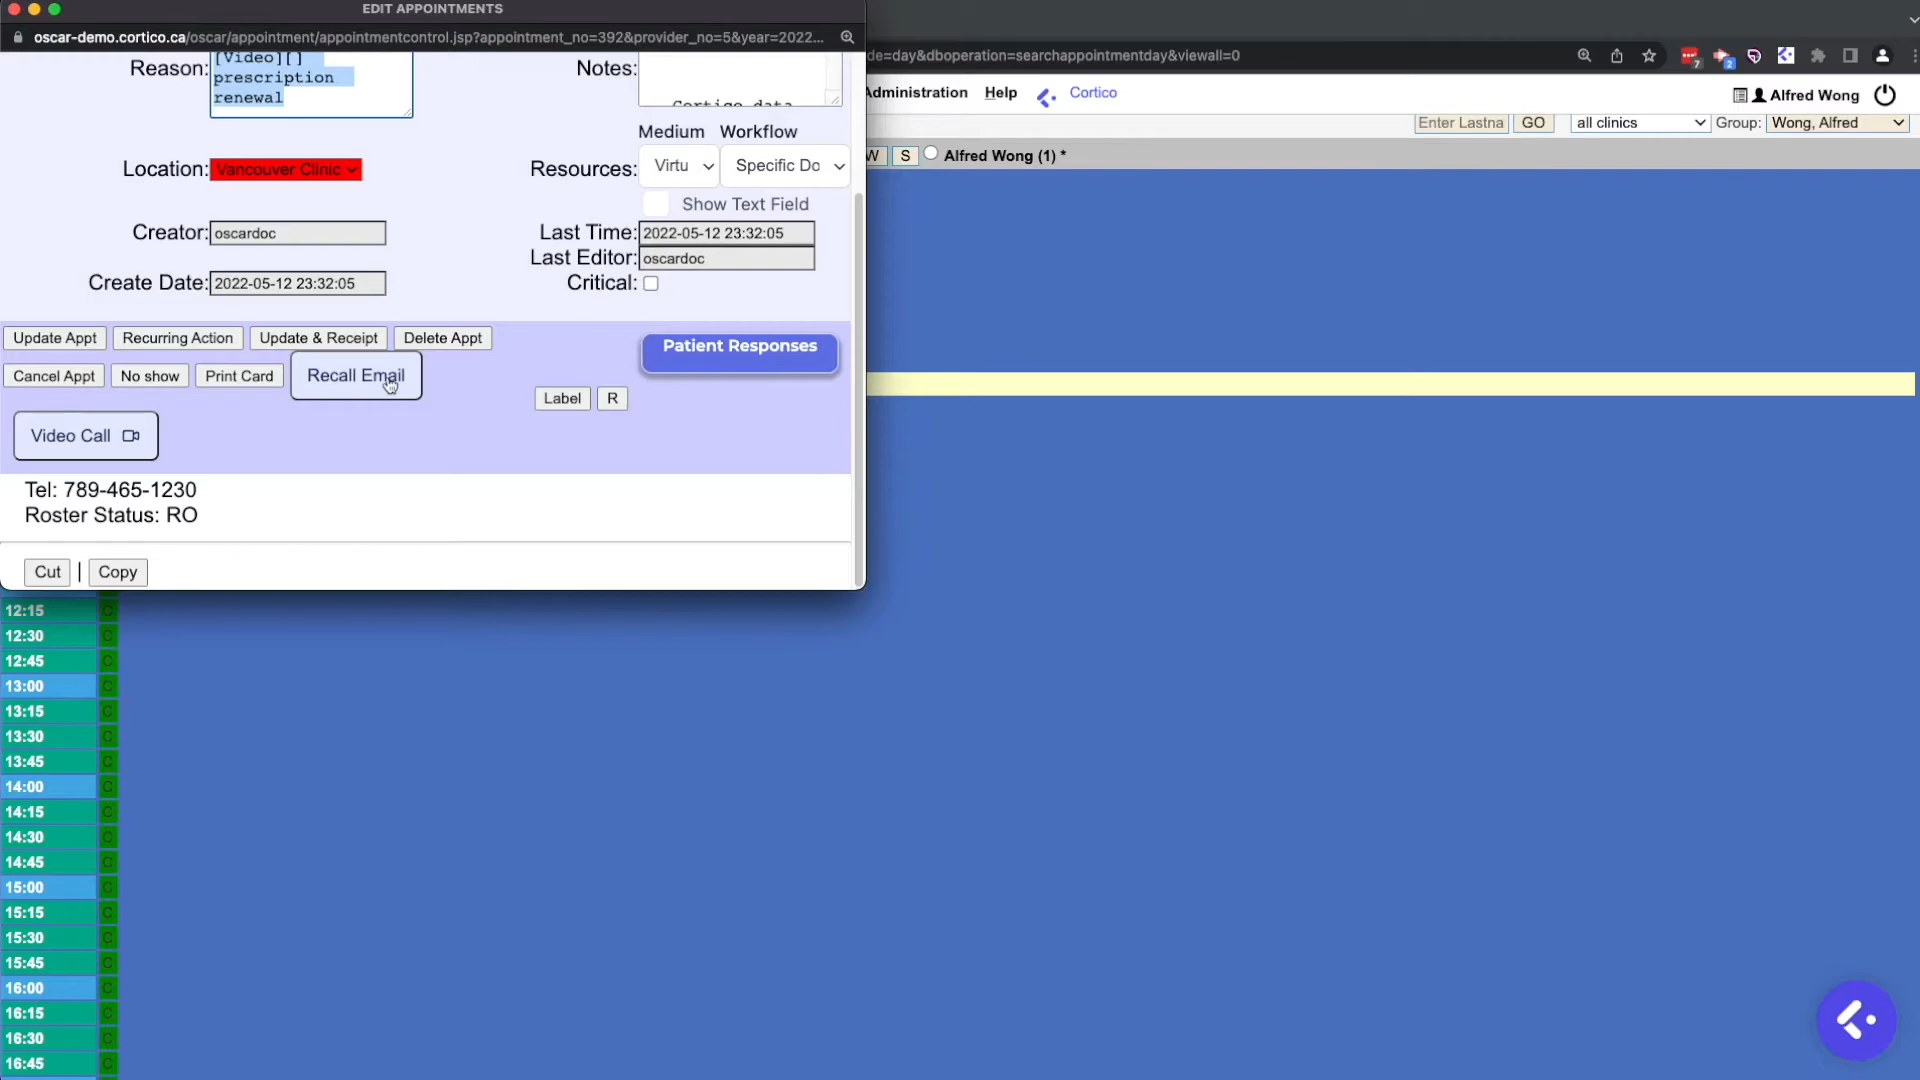 EDIT APPOINTMENTS
oscar-demo.cortico.ca/oscar/appointment/appointmentcontrol.jsp?appointment_no=392&provider_no=5&year=2022...
de=day&dboperation=searchappointmentday&viewall=0
7
2
Administration Help Cortico
Alfred Wong
Enter Lastna GO all clinics Group: Wong, Alfred
W S Alfred Wong (1) *
Reason: [Video][]
prescription
renewal
Notes:
Cortico data
Medium Workflow
Location: Vancouver Clinic
Resources: Virtu Specific Do
Show Text Field
Creator: oscardoc
Last Time: 2022-05-12 23:32:05
Last Editor: oscardoc
Create Date: 2022-05-12 23:32:05
Critical:
Update Appt Recurring Action Update & Receipt Delete Appt
Patient Responses
Cancel Appt No show Print Card Recall Email
Label R
Video Call
Tel: 789-465-1230
Roster Status: RO
Cut | Copy
12:15 C
12:30 C
12:45 C
13:00 C
13:15 C
13:30 C
13:45 C
14:00 C
14:15 C
14:30 C
14:45 C
15:00 C
15:15 C
15:30 C
15:45 C
16:00 C
16:15 C
16:30 C
16:45 C